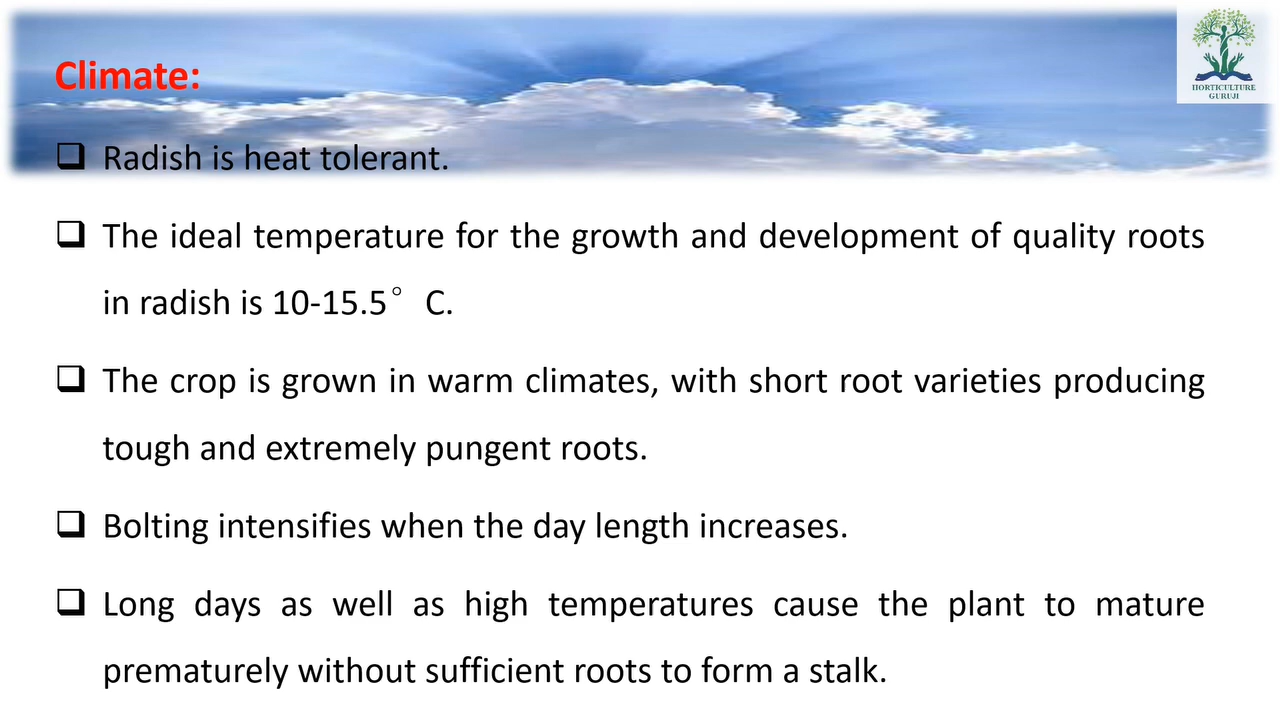 Climate:
HORTICULTURE
GURUJI
❑ Radish is heat tolerant.
❑ The ideal temperature for the growth and development of quality roots
in radish is 10-15.5° C.
❑ The crop is grown in warm climates, with short root varieties producing
tough and extremely pungent roots.
❑ Bolting intensifies when the day length increases.
❑ Long days as well as high temperatures cause the plant to mature
prematurely without sufficient roots to form a stalk.